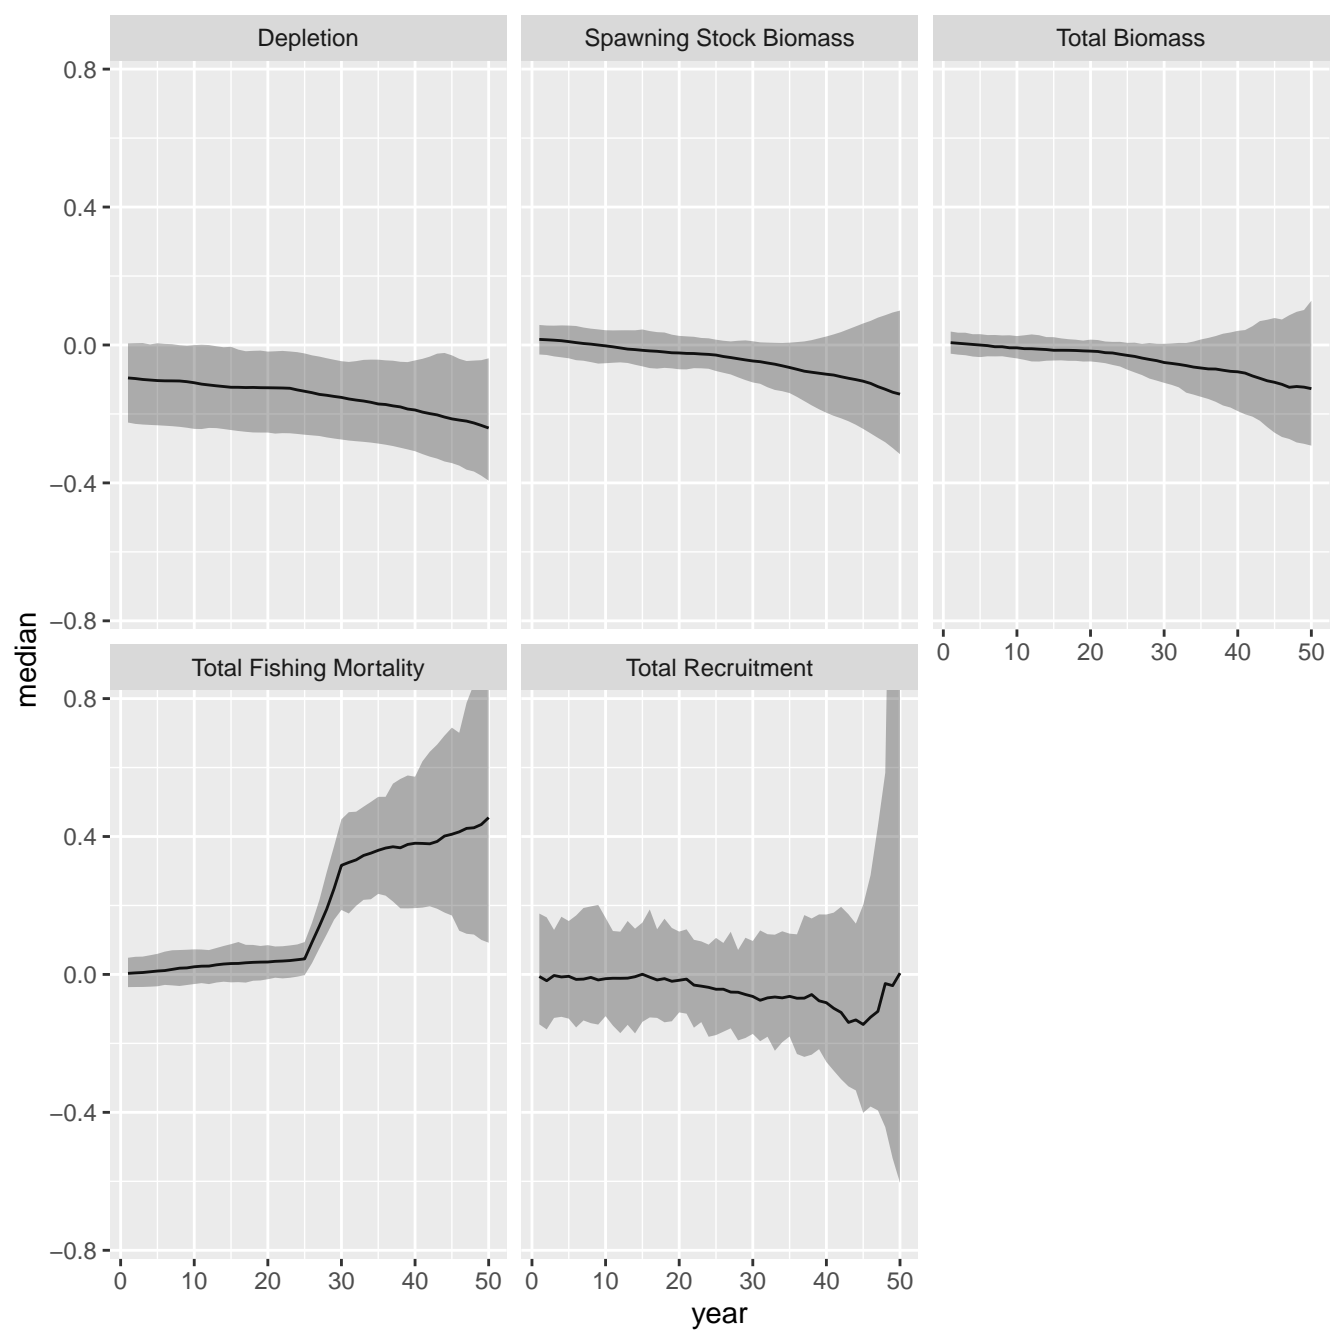 Depletion
Spawning Stock Biomass
Total Biomass
0.8
0.4
0.0
−0.4
−0.8
0 10 20 30 40 50
median
Total Fishing Mortality
Total Recruitment
0.8
0.4
0.0
−0.4
−0.8
0 10 20 30 40 50
0 10 20 30 40 50
year